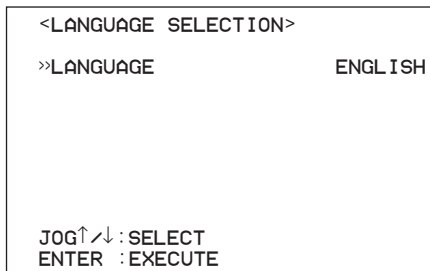 <LANGUAGE SELECTION>
»LANGUAGE ENGLISH
JOG↑/↓:SELECT
ENTER :EXECUTE